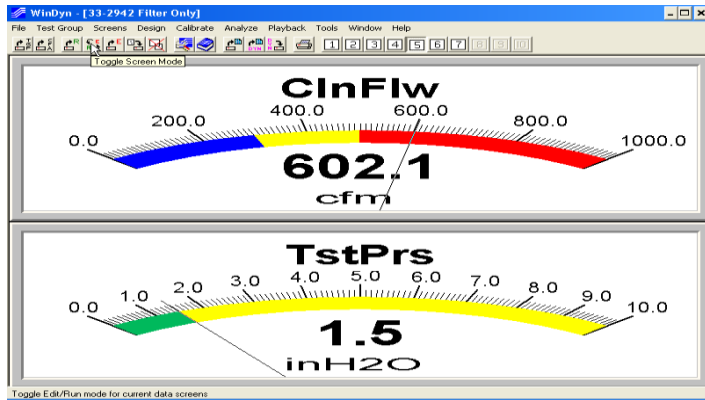 WinDyn - [33-2942 Filter Only]
File Test Group Screens Design Calibrate Analyze Playback Tools Window Help
1 2 3 4 5 6 7 8 9 10
Toggle Screen Mode
ClnFlw
0.0 200.0 400.0 600.0 800.0 1000.0
602.1
cfm
TstPrs
0.0 1.0 2.0 3.0 4.0 5.0 6.0 7.0 8.0 9.0 10.0
1.5
inH2O
Toggle Edit/Run mode for current data screens